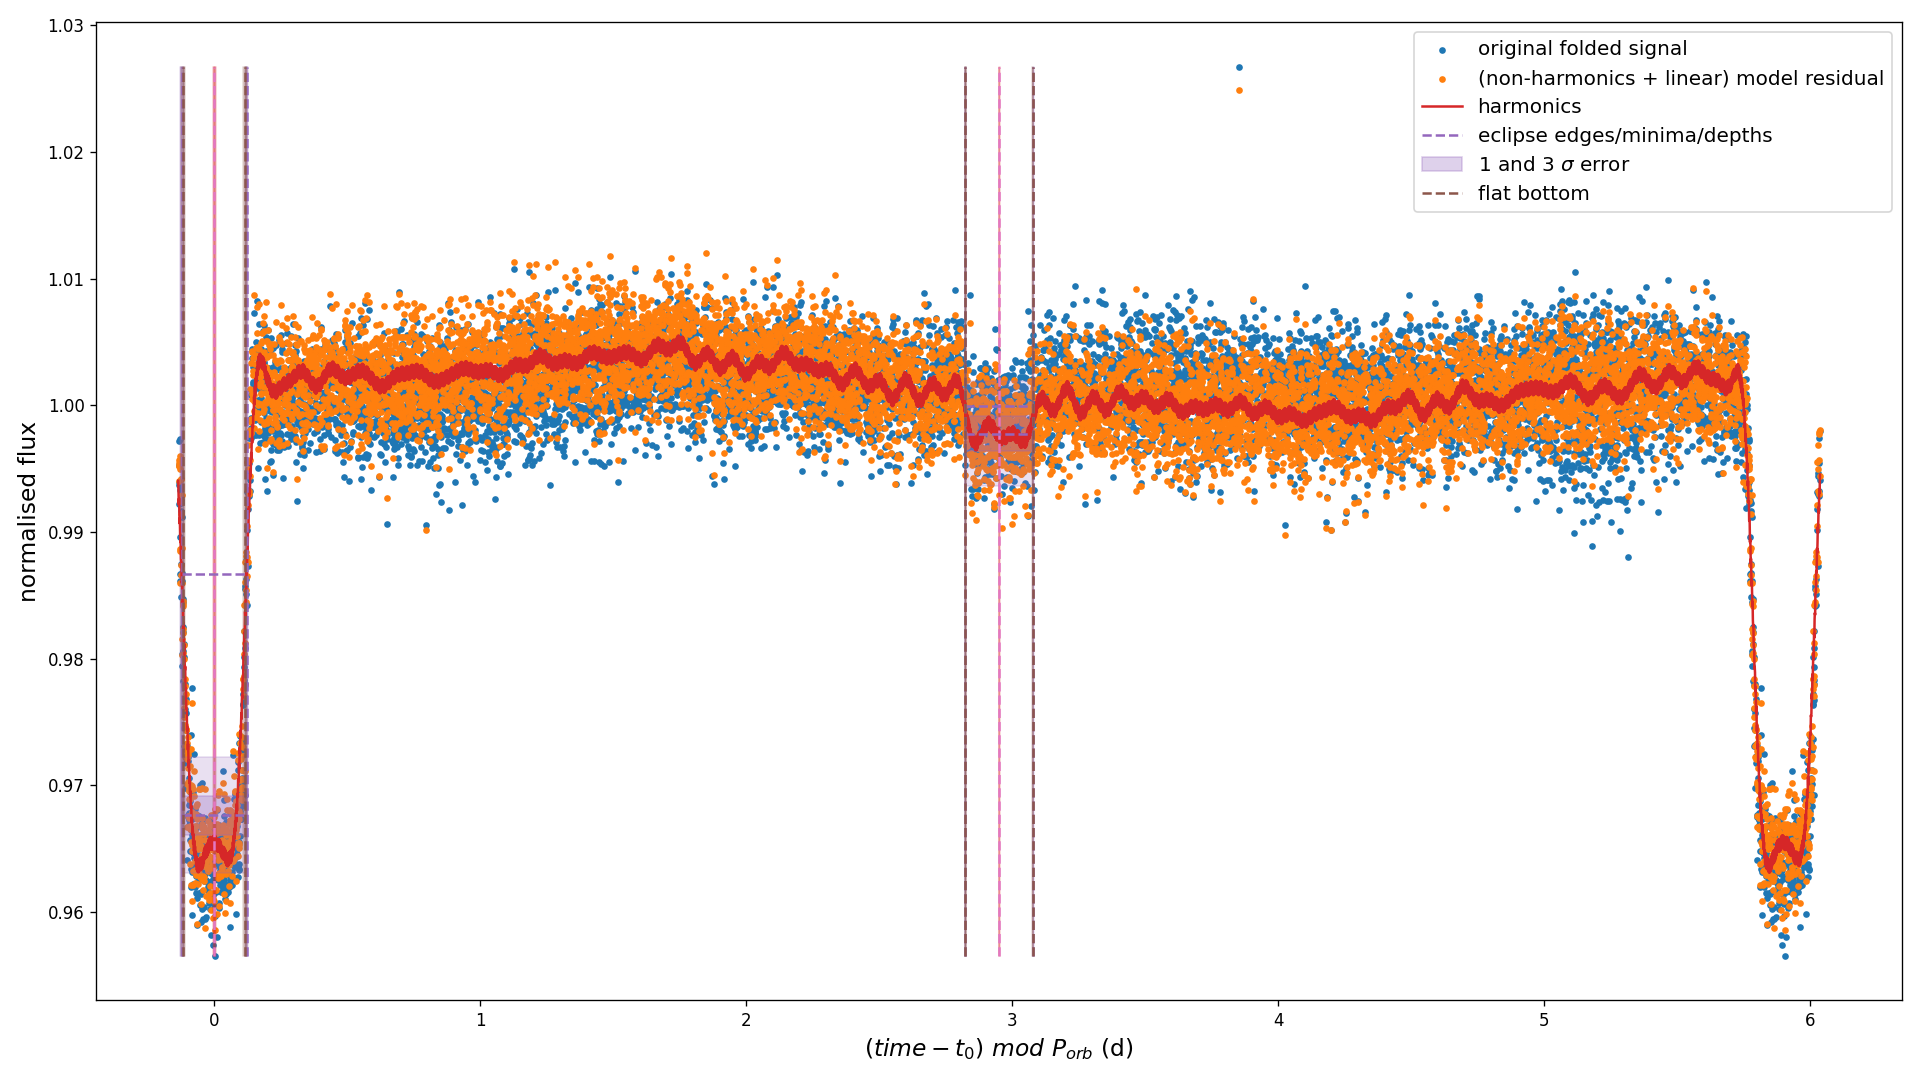 1.03
1.02
1.01
1.00
0.99
0.98
0.97
0.96
normalised flux
original folded signal
(non-harmonics + linear) model residual
harmonics
eclipse edges/minima/depths
1 and 3 σ error
flat bottom
0 1 2 3 4 5 6
(time − t₀) mod Pₒᵣb (d)